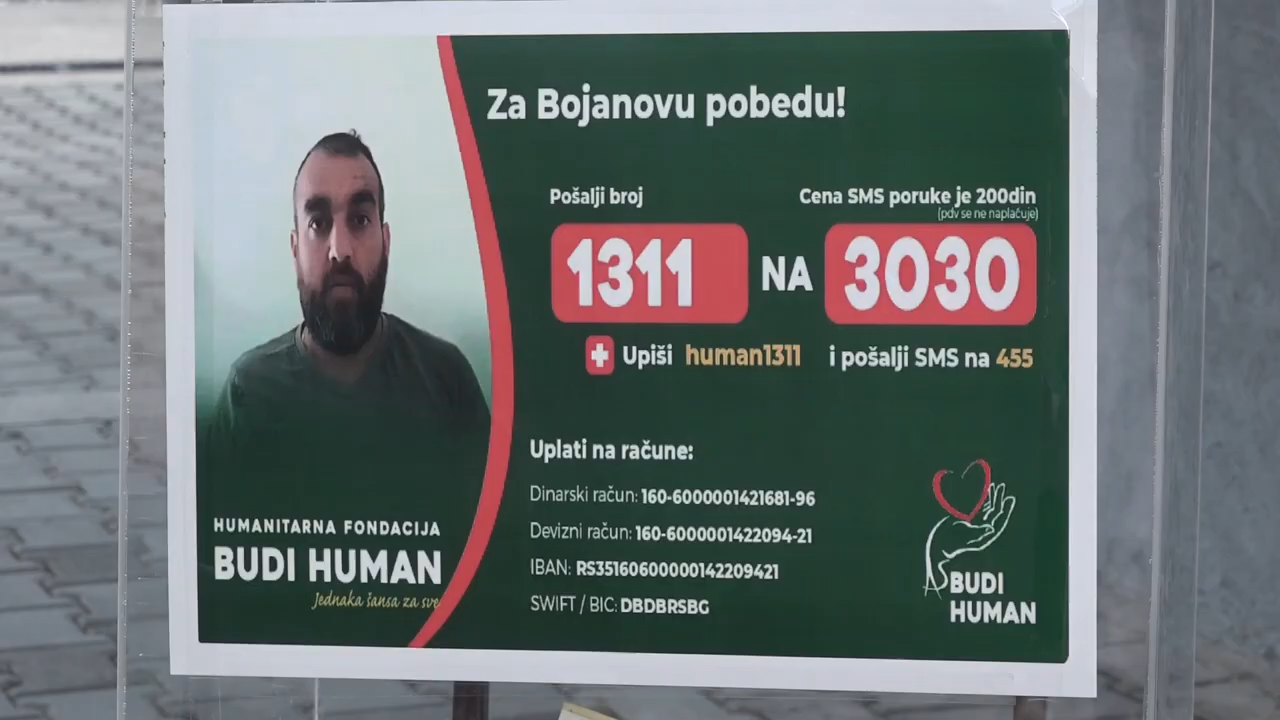 Za Bojanovu pobedu!
Pošalji broj
1311
NA
Cena SMS poruke je 200din
(pdv se ne naplaćuje)
3030
Upiši human1311 i pošalji SMS na 455
Uplati na račune:
Dinarski račun: 160-6000001421681-96
Devizni račun: 160-6000001422094-21
IBAN: RS35160600000142209421
SWIFT / BIC: DBDBRSBG
HUMANITARNA FONDACIJA
BUDI HUMAN
Jednaka šansa za sve
BUDI
HUMAN